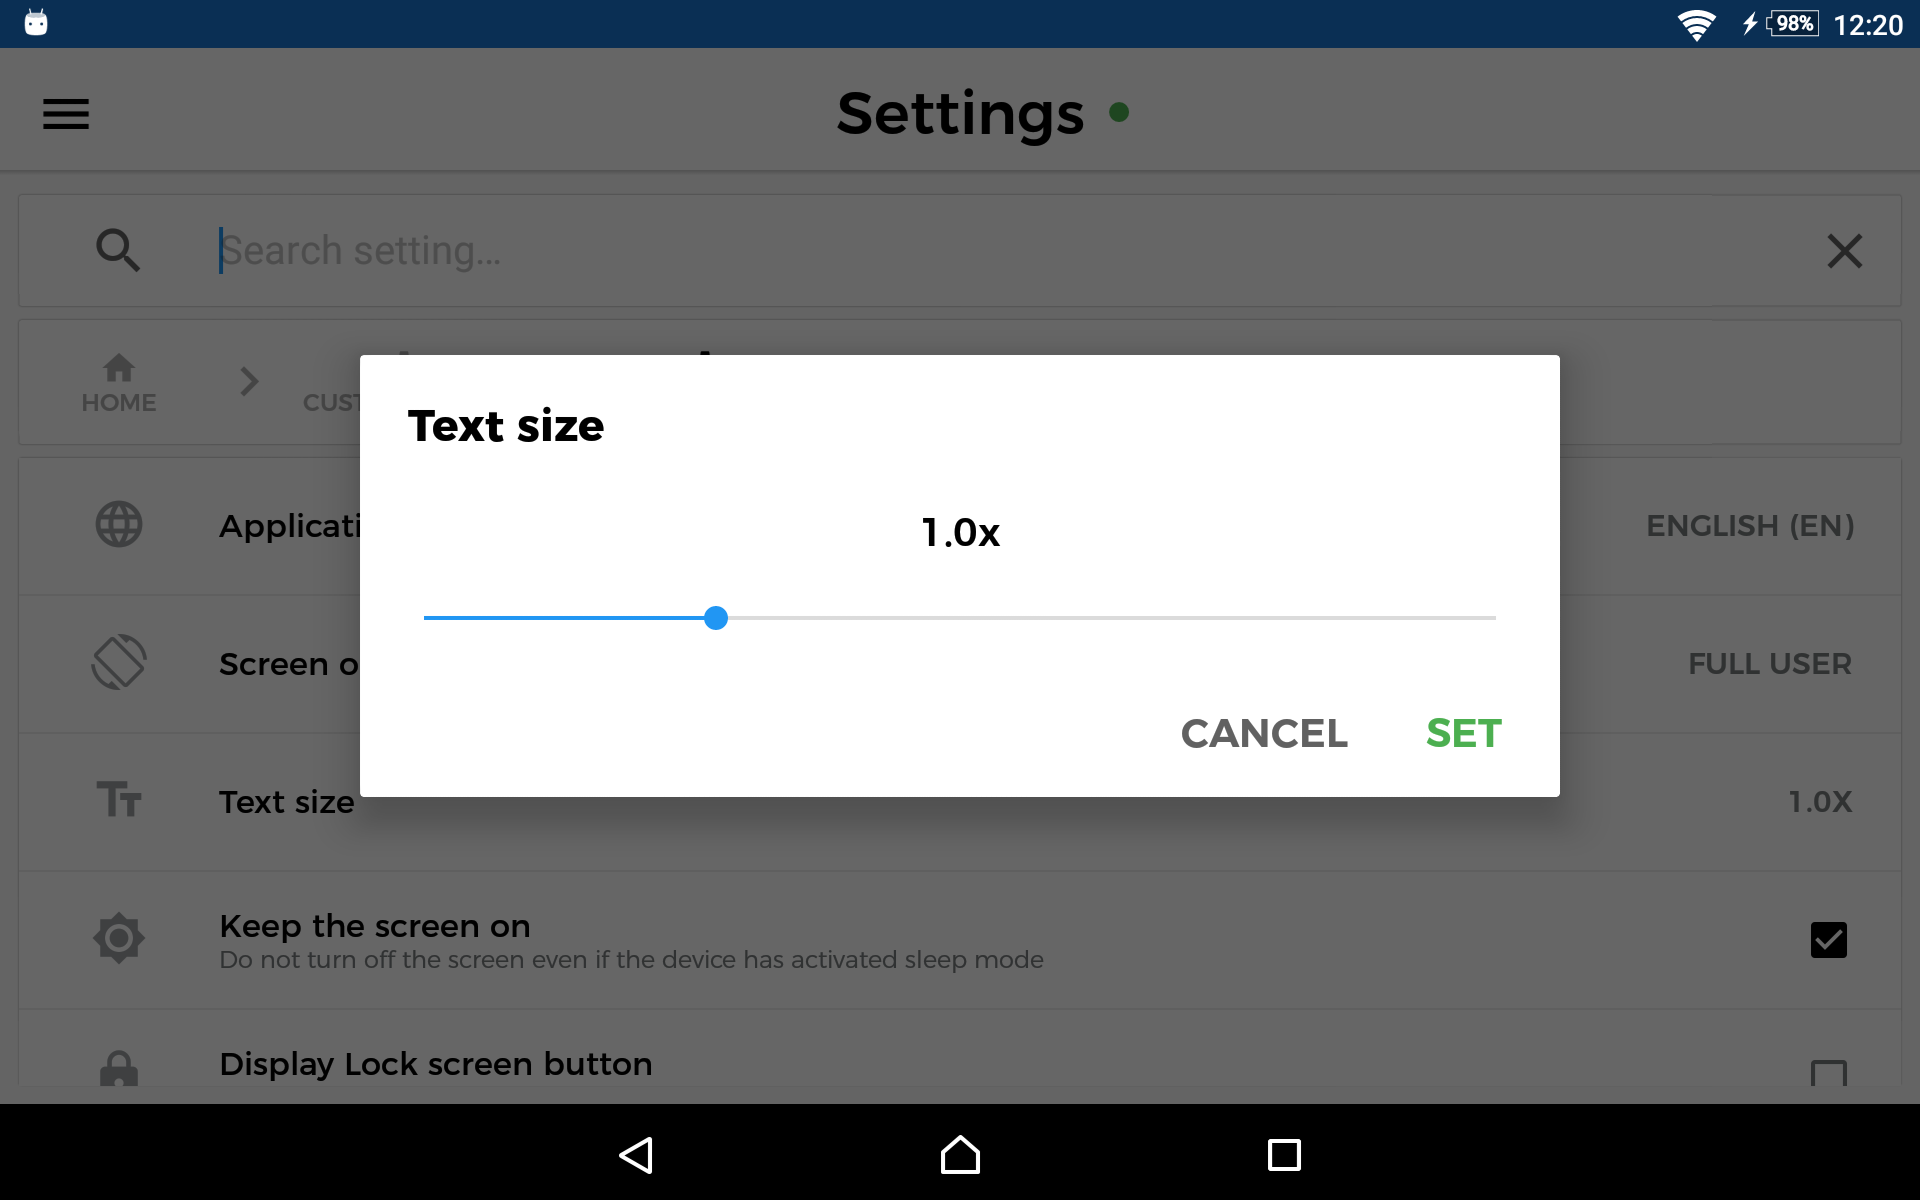 98% 12:20
Settings
Search setting...
HOME
CUST
Text size
1.0x
CANCEL SET
Applicati
ENGLISH (EN)
Screen o
FULL USER
Text size
1.0X
Keep the screen on
Do not turn off the screen even if the device has activated sleep mode
Display Lock screen button